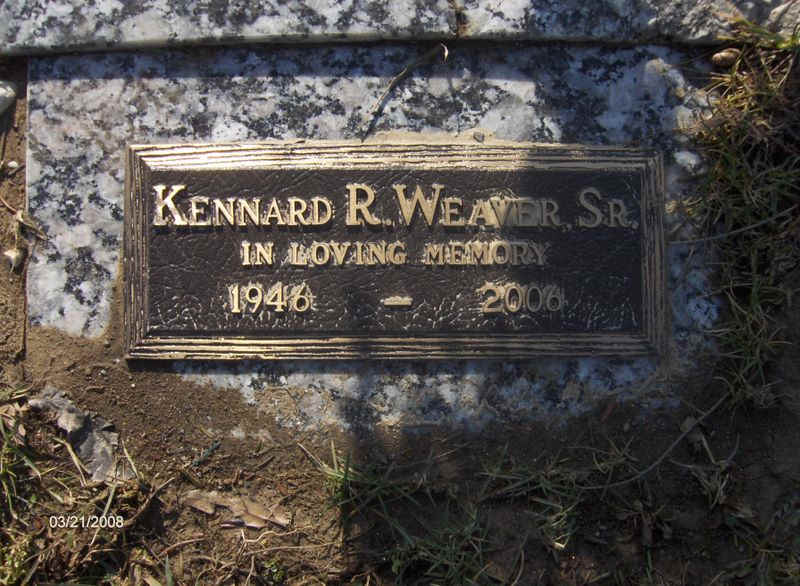 KENNARD R. WEAVER, SR.
IN LOVING MEMORY
1946 – 2006
03/21/2008